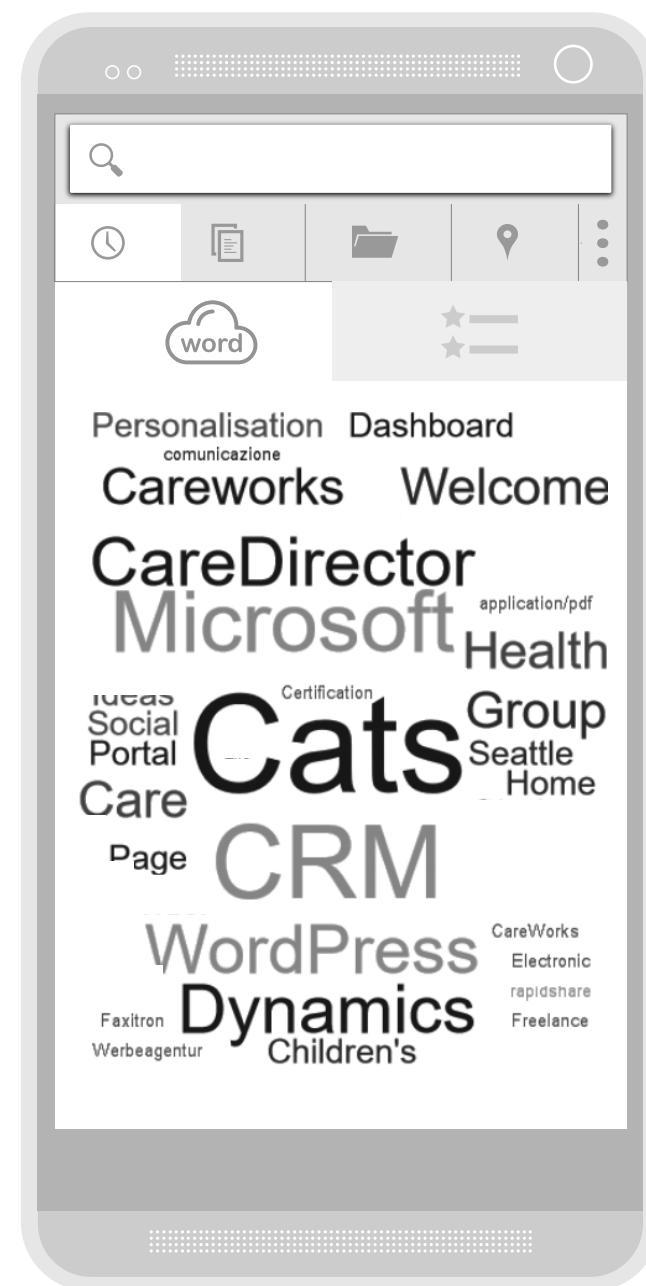 word
Personalisation Dashboard
comunicazione
Careworks Welcome
CareDirector
Microsoft application/pdf
Health
Certification
Ideas
Social Cats Group
Portal Seattle
Care Home
Page CRM
WordPress CareWorks
Electronic
rapidshare
Faxitron Dynamics Freelance
Werbeagentur Children's